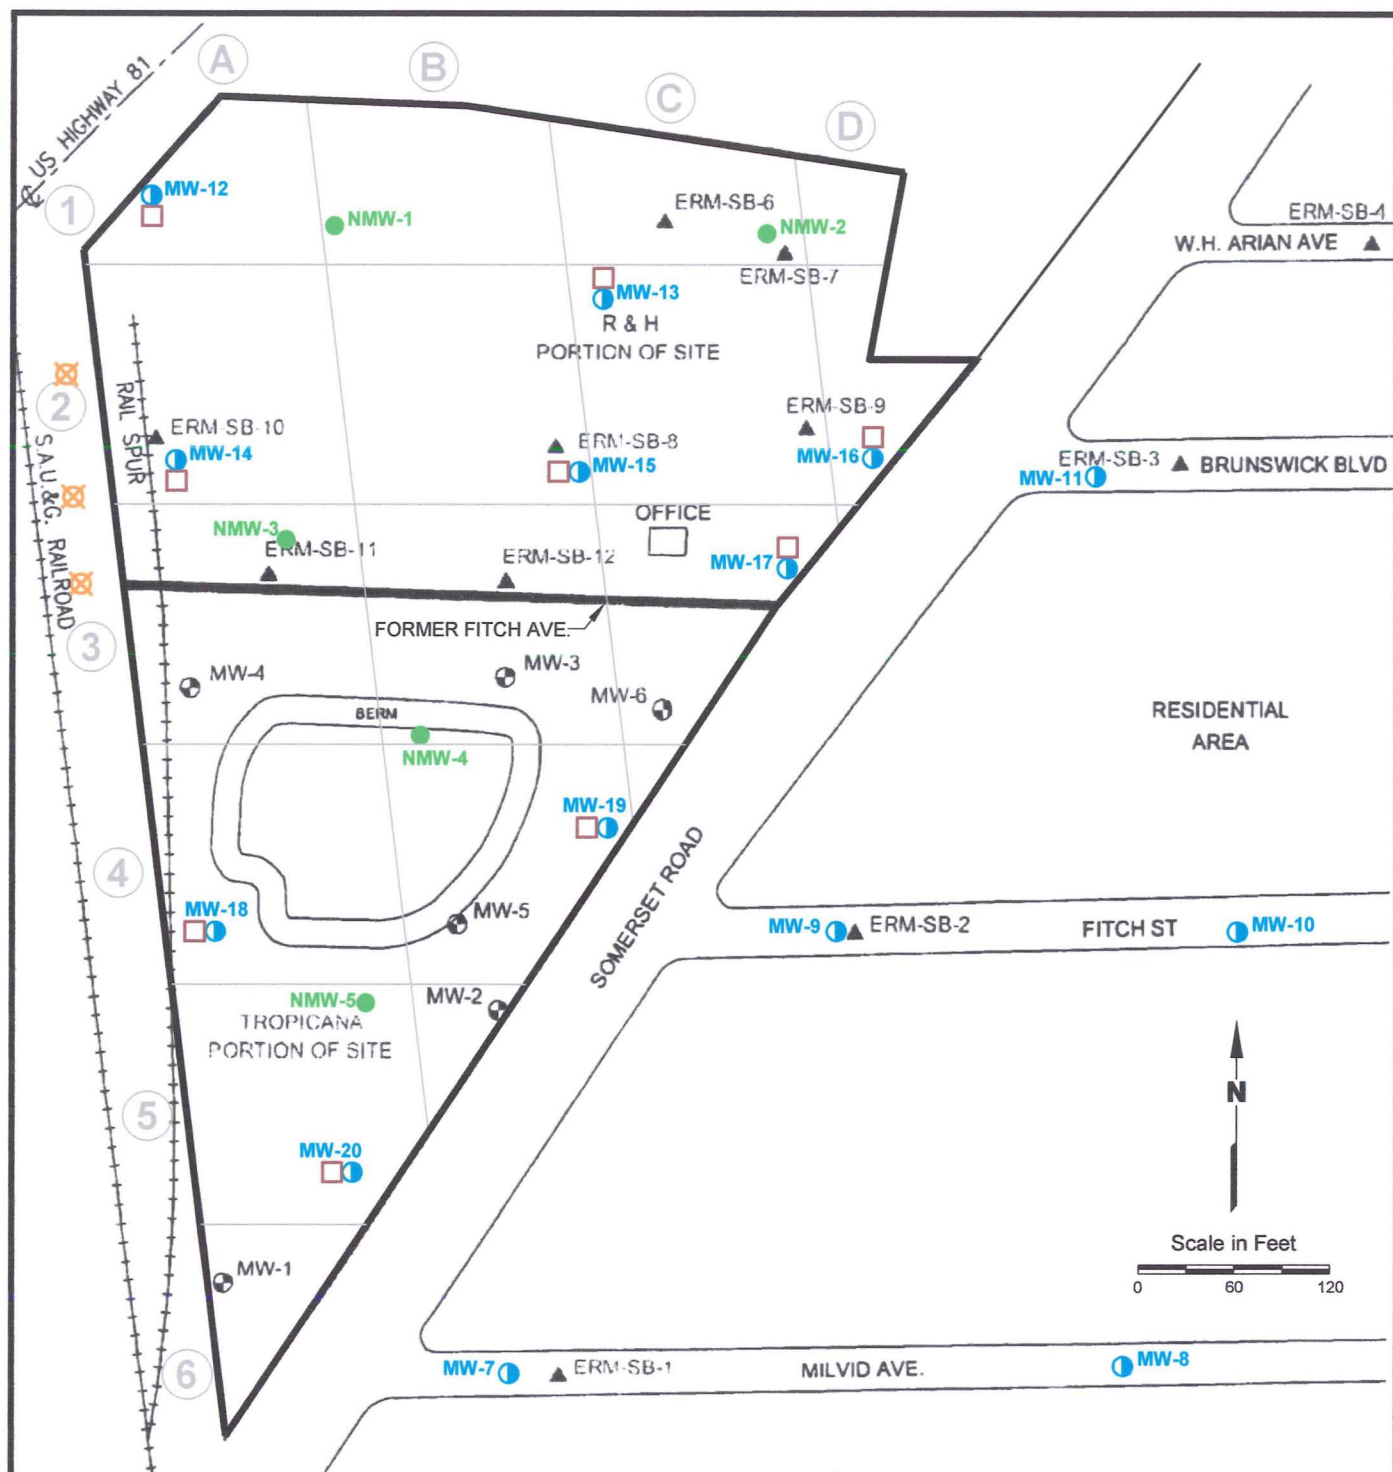 A
B
C
D
US HIGHWAY 81
1
MW-12
NMW-1
ERM-SB-6
NMW-2
ERM-SB-7
ERM-SB-4
W.H. ARIAN AVE
MW-13
R & H
PORTION OF SITE
2
RAIL SPUR
S.A.U.&G. RAILROAD
ERM-SB-10
MW-14
ERM-SB-8
MW-15
ERM-SB-9
MW-16
ERM-SB-3
MW-11
BRUNSWICK BLVD
NMW-3
ERM-SB-11
ERM-SB-12
OFFICE
MW-17
3
FORMER FITCH AVE.
MW-4
MW-3
MW-6
BERM
NMW-4
RESIDENTIAL
AREA
MW-19
4
MW-18
MW-5
SOMERSET ROAD
MW-9
ERM-SB-2
FITCH ST
MW-10
NMW-5
MW-2
TROPICANA
PORTION OF SITE
5
N
MW-20
Scale in Feet
0 60 120
MW-1
6
MW-7
ERM-SB-1
MILVID AVE.
MW-8